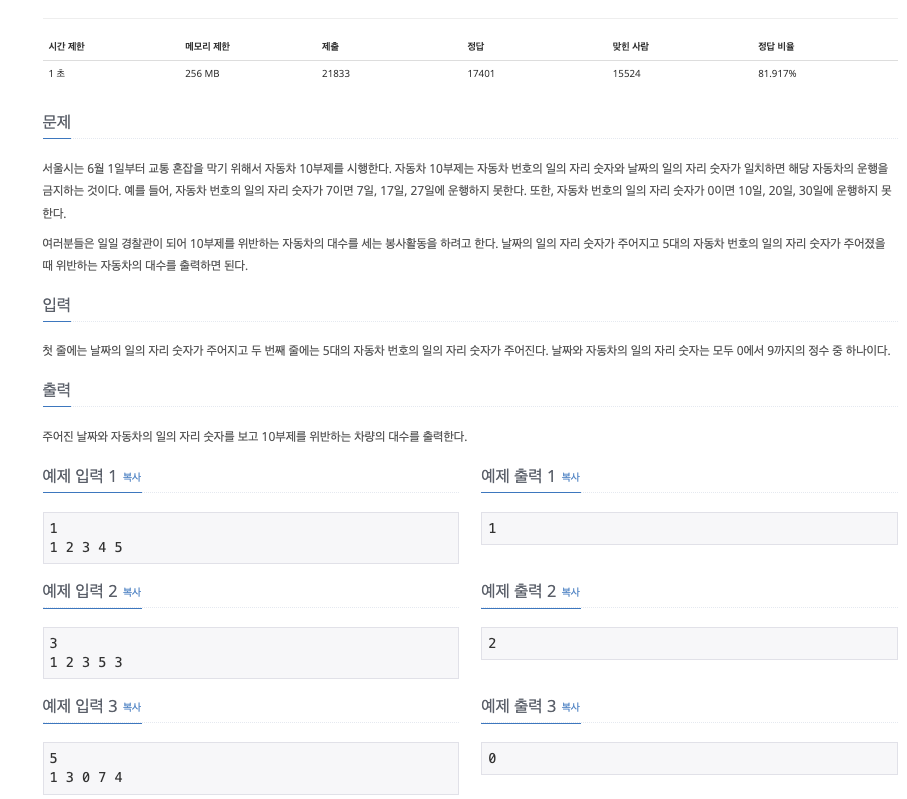 시간 제한 메모리 제한 제출 정답 맞힌 사람 정답 비율
1 초 256 MB 21833 17401 15524 81.917%
문제
서울시는 6월 1일부터 교통 혼잡을 막기 위해서 자동차 10부제를 시행한다. 자동차 10부제는 자동차 번호의 일의 자리 숫자와 날짜의 일의 자리 숫자가 일치하면 해당 자동차의 운행을
금지하는 것이다. 예를 들어, 자동차 번호의 일의 자리 숫자가 7이면 7일, 17일, 27일에 운행하지 못한다. 또한, 자동차 번호의 일의 자리 숫자가 0이면 10일, 20일, 30일에 운행하지 못
한다.
여러분들은 일일 경찰관이 되어 10부제를 위반하는 자동차의 대수를 세는 봉사활동을 하려고 한다. 날짜의 일의 자리 숫자가 주어지고 5대의 자동차 번호의 일의 자리 숫자가 주어졌을
때 위반하는 자동차의 대수를 출력하면 된다.
입력
첫 줄에는 날짜의 일의 자리 숫자가 주어지고 두 번째 줄에는 5대의 자동차 번호의 일의 자리 숫자가 주어진다. 날짜와 자동차의 일의 자리 숫자는 모두 0에서 9까지의 정수 중 하나이다.
출력
주어진 날짜와 자동차의 일의 자리 숫자를 보고 10부제를 위반하는 차량의 대수를 출력한다.
예제 입력 1 복사
1
1 2 3 4 5
예제 출력 1 복사
1
예제 입력 2 복사
3
1 2 3 5 3
예제 출력 2 복사
2
예제 입력 3 복사
5
1 3 0 7 4
예제 출력 3 복사
0